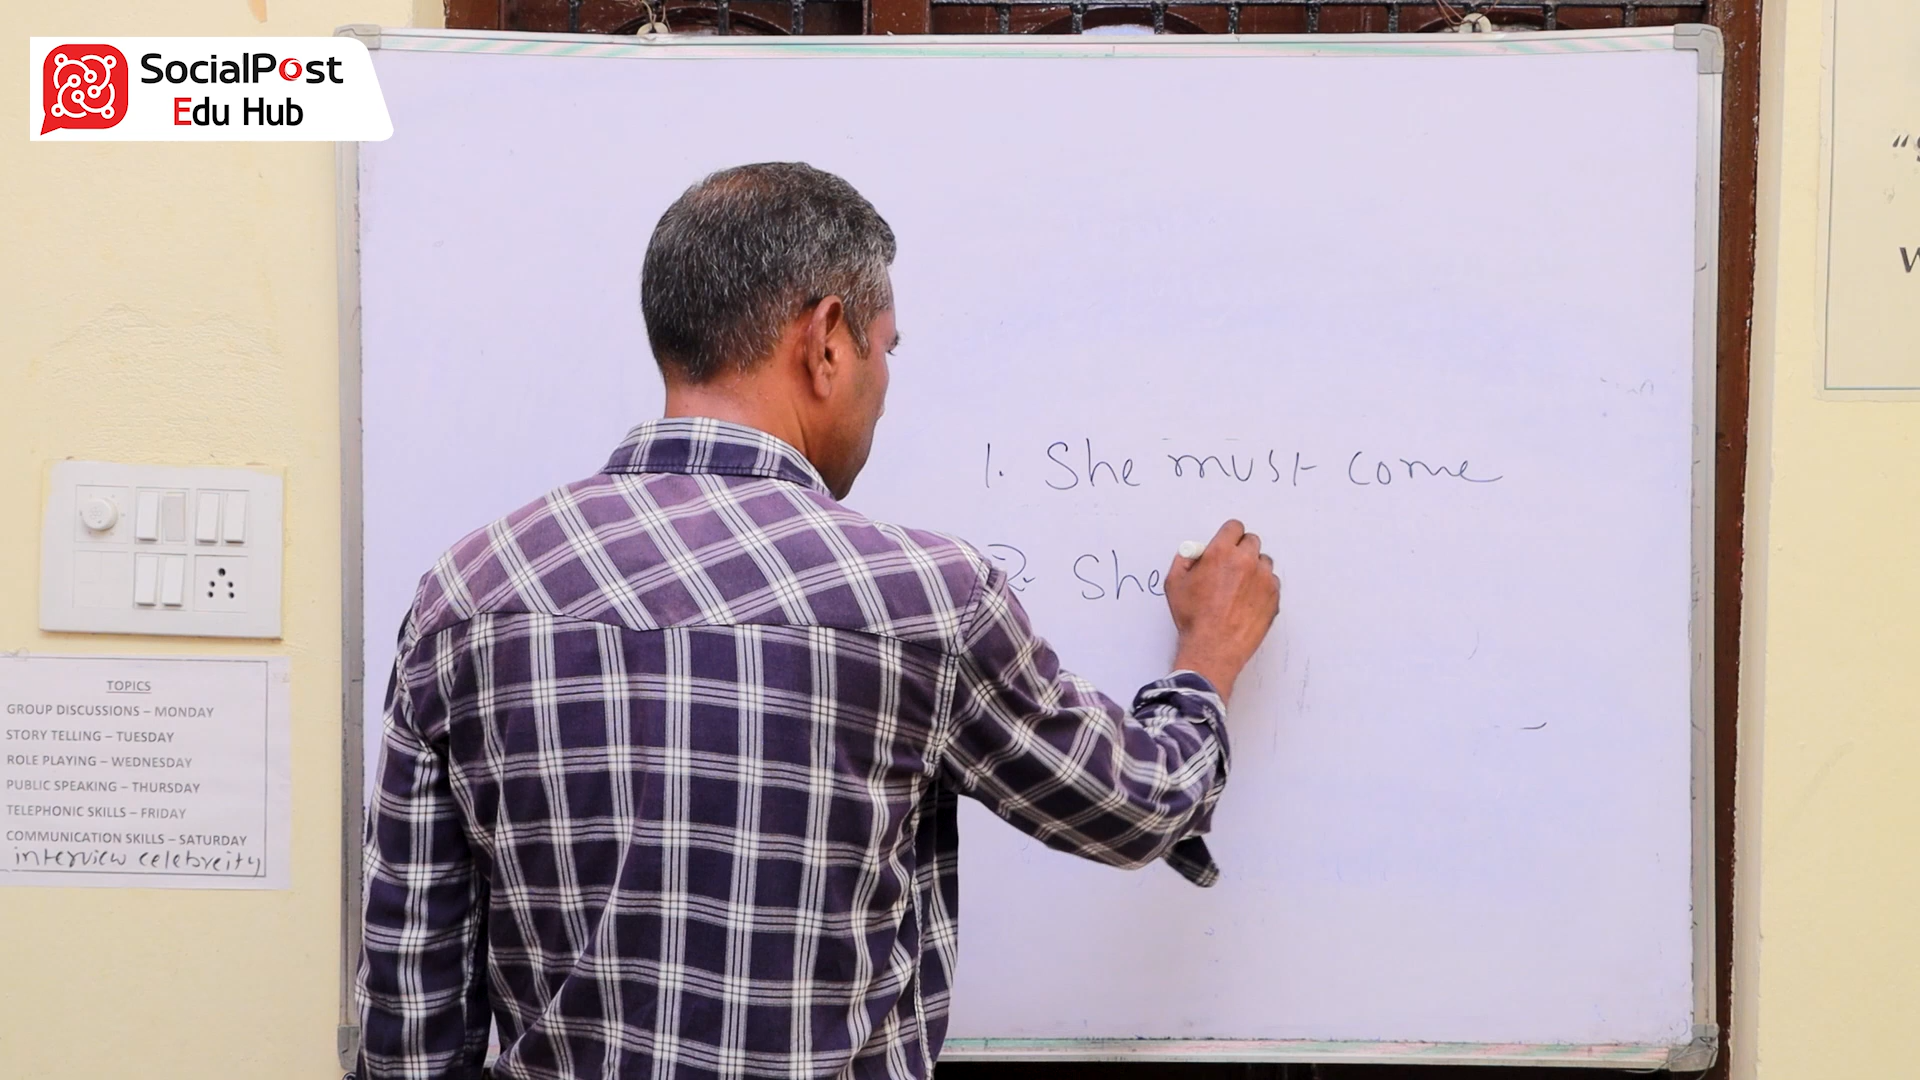 SocialPost
Edu Hub
1. She must come
2. She
TOPICS
GROUP DISCUSSIONS – MONDAY
STORY TELLING – TUESDAY
ROLE PLAYING – WEDNESDAY
PUBLIC SPEAKING – THURSDAY
TELEPHONIC SKILLS – FRIDAY
COMMUNICATION SKILLS – SATURDAY
interview celebreity